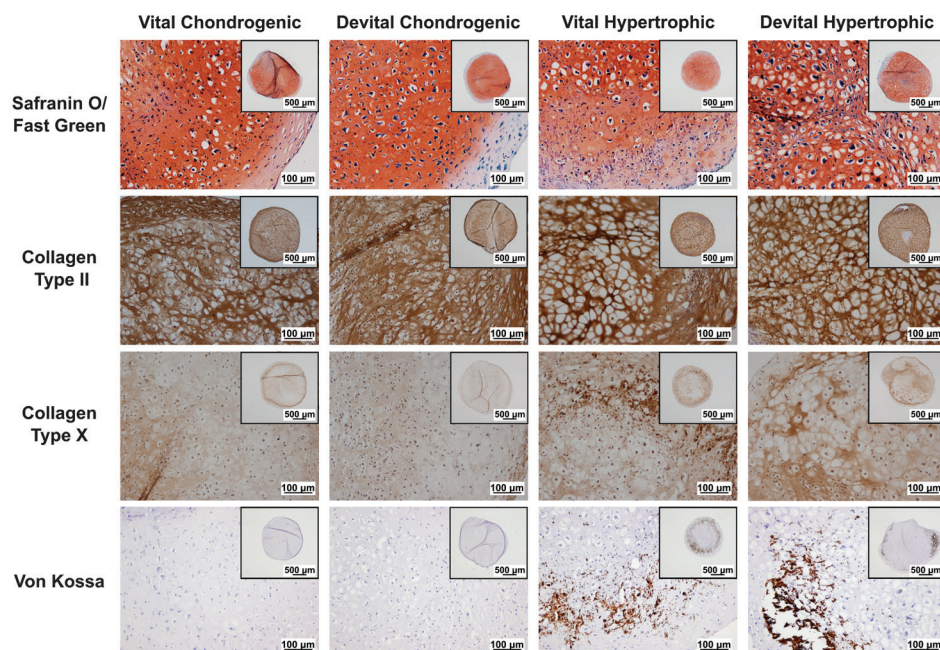 Vital Chondrogenic Devital Chondrogenic Vital Hypertrophic Devital Hypertrophic
Safranin O/
Fast Green
500 µm 500 µm 500 µm 500 µm
100 µm 100 µm 100 µm 100 µm
Collagen
Type II
500 µm 500 µm 500 µm 500 µm
100 µm 100 µm 100 µm 100 µm
Collagen
Type X
500 µm 500 µm 500 µm 500 µm
100 µm 100 µm 100 µm 100 µm
Von Kossa
500 µm 500 µm 500 µm 500 µm
100 µm 100 µm 100 µm 100 µm